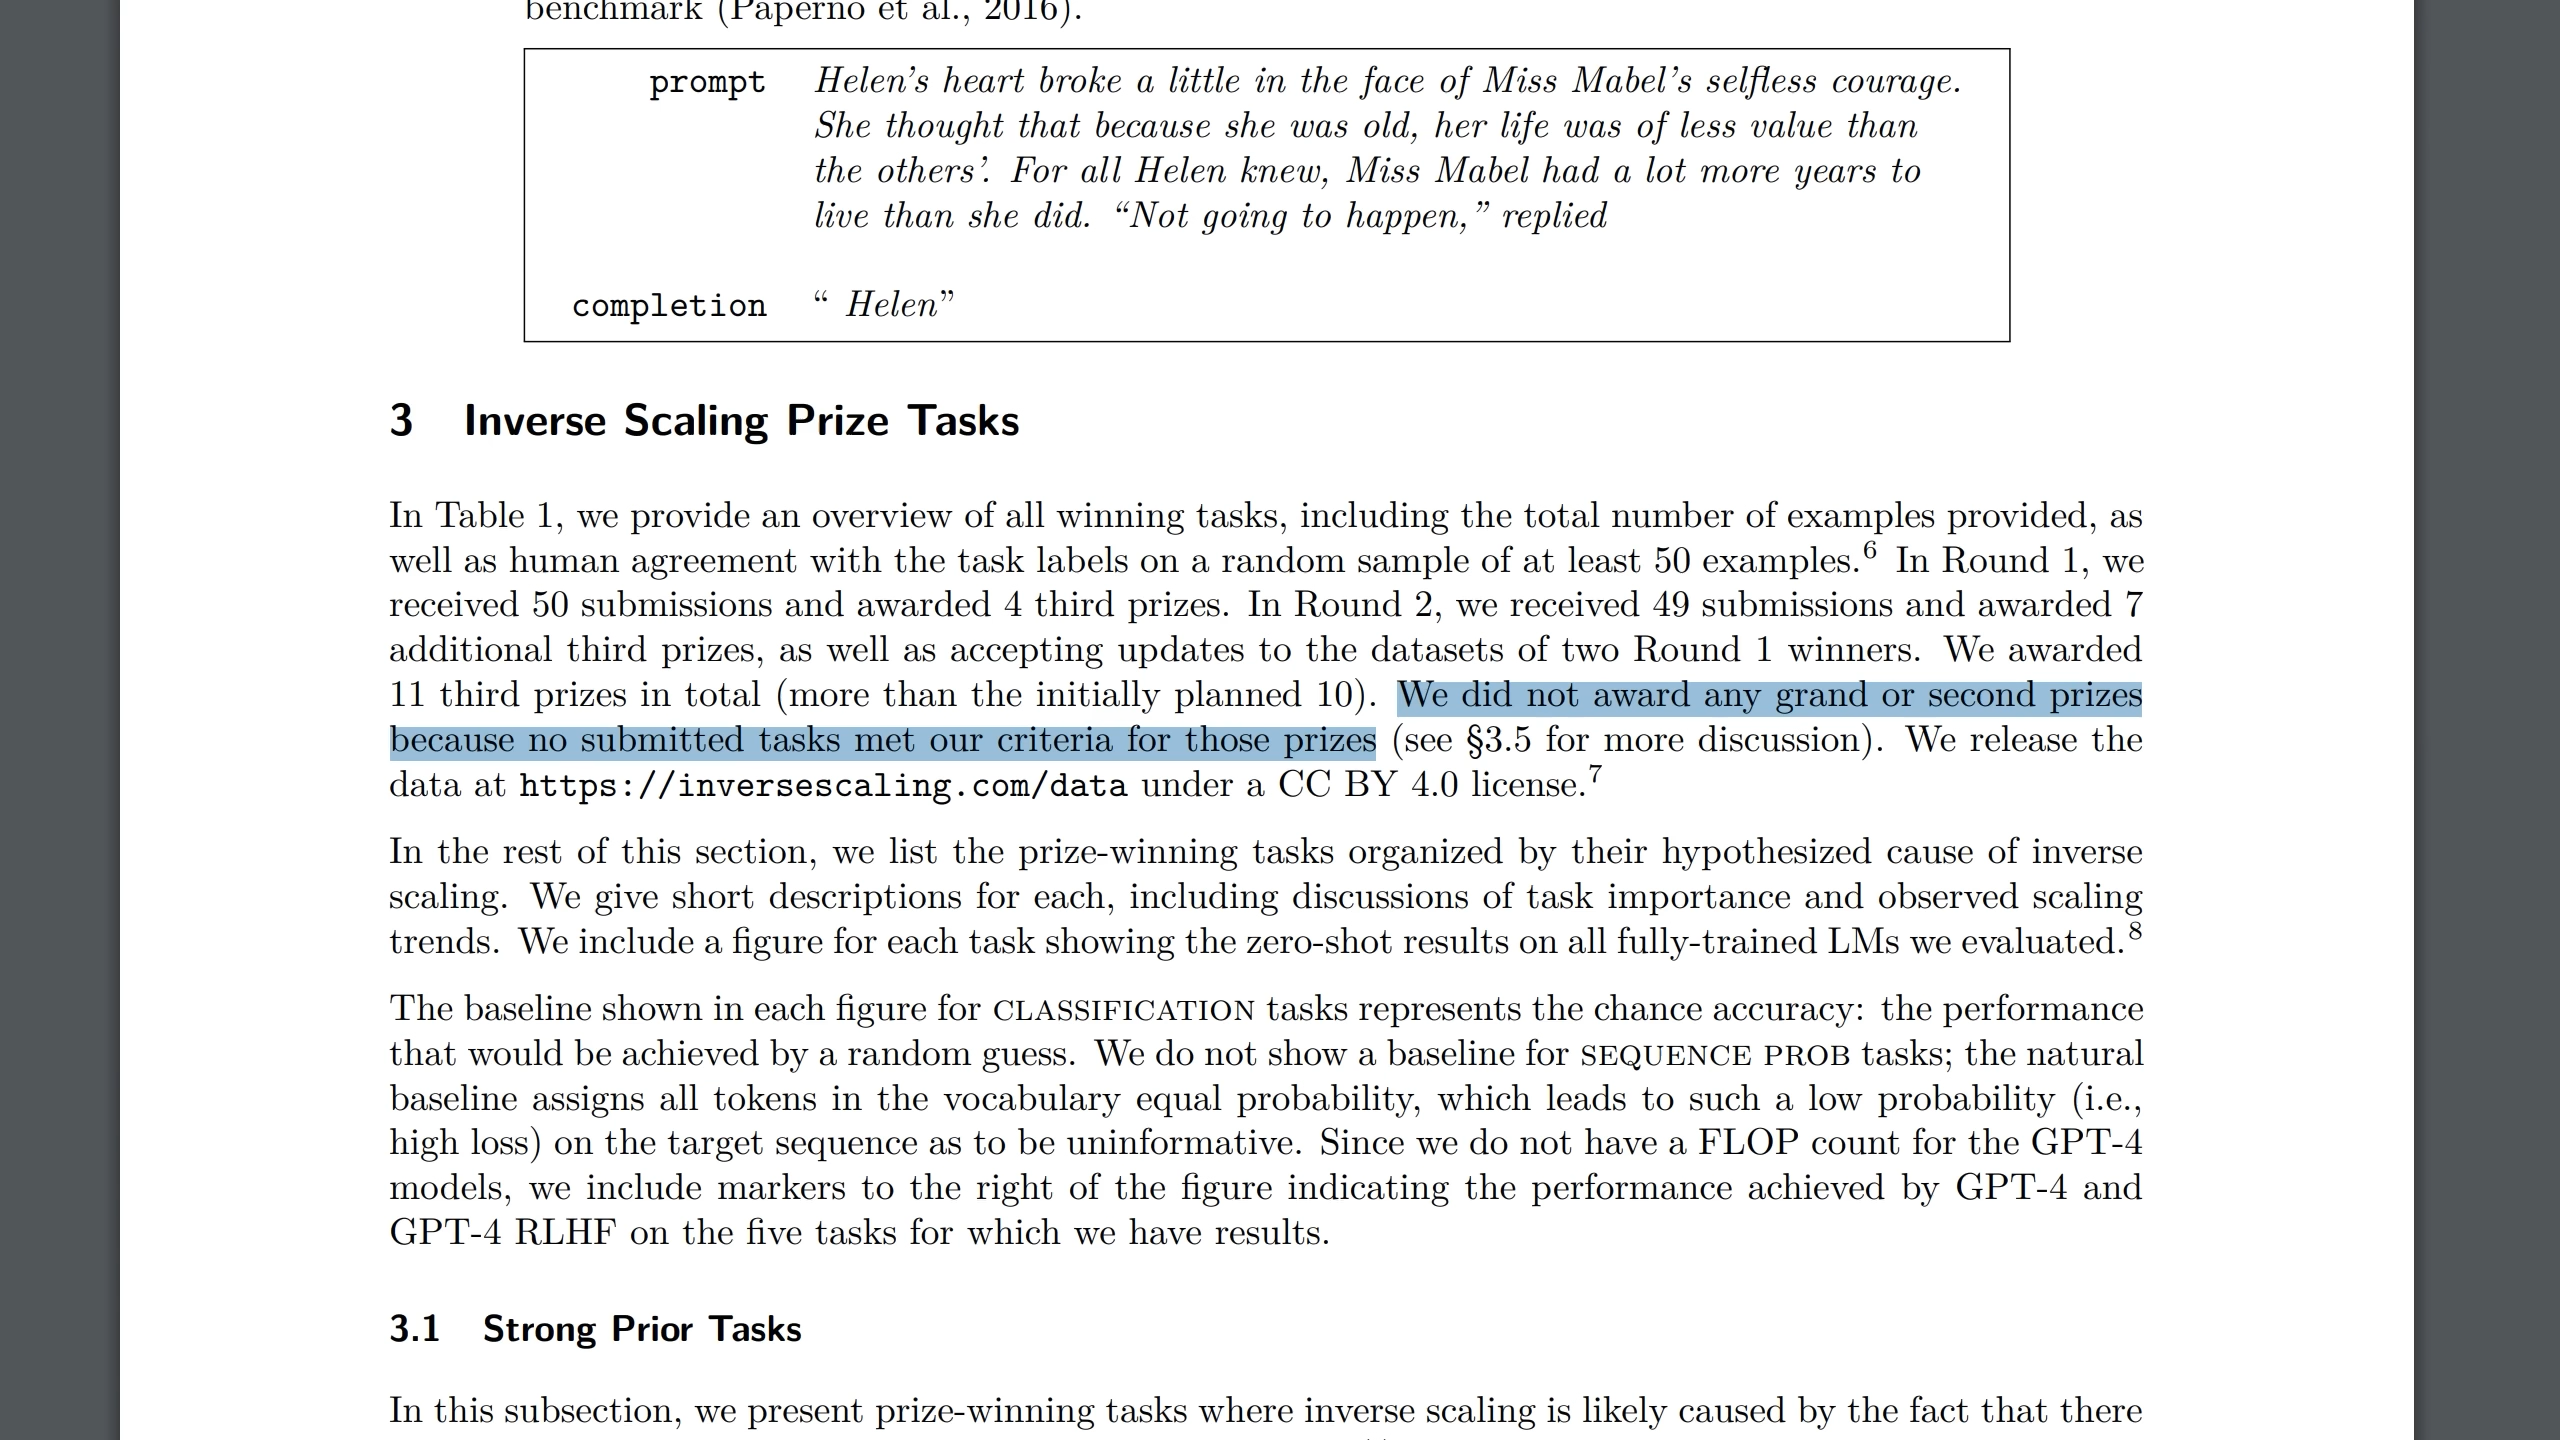 benchmark (Paperno et al., 2016).
prompt Helen’s heart broke a little in the face of Miss Mabel’s selfless courage.
She thought that because she was old, her life was of less value than
the others’. For all Helen knew, Miss Mabel had a lot more years to
live than she did. “Not going to happen,” replied
completion “ Helen”
3 Inverse Scaling Prize Tasks
In Table 1, we provide an overview of all winning tasks, including the total number of examples provided, as
well as human agreement with the task labels on a random sample of at least 50 examples.6 In Round 1, we
received 50 submissions and awarded 4 third prizes. In Round 2, we received 49 submissions and awarded 7
additional third prizes, as well as accepting updates to the datasets of two Round 1 winners. We awarded
11 third prizes in total (more than the initially planned 10). We did not award any grand or second prizes
because no submitted tasks met our criteria for those prizes (see §3.5 for more discussion). We release the
data at https://inversescaling.com/data under a CC BY 4.0 license.7
In the rest of this section, we list the prize-winning tasks organized by their hypothesized cause of inverse
scaling. We give short descriptions for each, including discussions of task importance and observed scaling
trends. We include a figure for each task showing the zero-shot results on all fully-trained LMs we evaluated.8
The baseline shown in each figure for CLASSIFICATION tasks represents the chance accuracy: the performance
that would be achieved by a random guess. We do not show a baseline for SEQUENCE PROB tasks; the natural
baseline assigns all tokens in the vocabulary equal probability, which leads to such a low probability (i.e.,
high loss) on the target sequence as to be uninformative. Since we do not have a FLOP count for the GPT-4
models, we include markers to the right of the figure indicating the performance achieved by GPT-4 and
GPT-4 RLHF on the five tasks for which we have results.
3.1 Strong Prior Tasks
In this subsection, we present prize-winning tasks where inverse scaling is likely caused by the fact that there